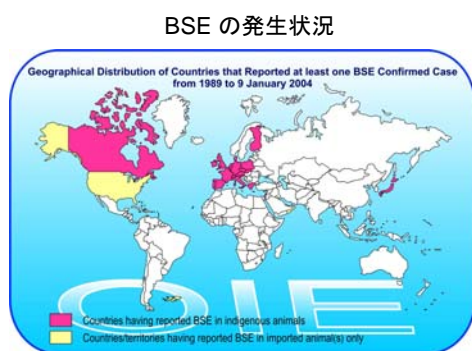 BSE の発生状況
Geographical Distribution of Countries that Reported at least one BSE Confirmed Case
from 1989 to 9 January 2004
OIE
Countries having reported BSE in indigenous animals
Countries/territories having reported BSE in imported animal(s) only